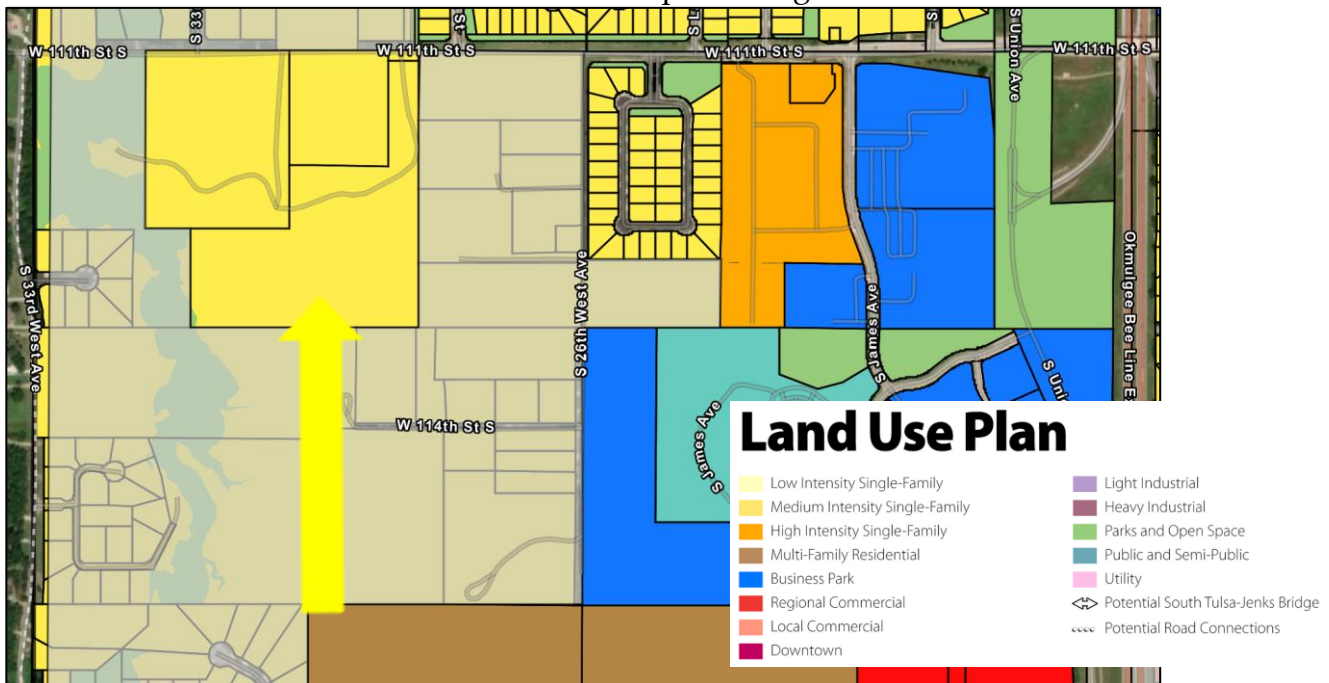 W 111th St S
W 111th St S
W 111th St S
W 111th St S
S 33
St
S L
S
S Union Ave
S 33rd West Ave
S 26th West Ave
S James Ave
Okmulgee Bee Line Ex
S Uni
W 114th St S
S James Ave
Land Use Plan
Low Intensity Single-Family
Medium Intensity Single-Family
High Intensity Single-Family
Multi-Family Residential
Business Park
Regional Commercial
Local Commercial
Downtown
Light Industrial
Heavy Industrial
Parks and Open Space
Public and Semi-Public
Utility
Potential South Tulsa-Jenks Bridge
Potential Road Connections